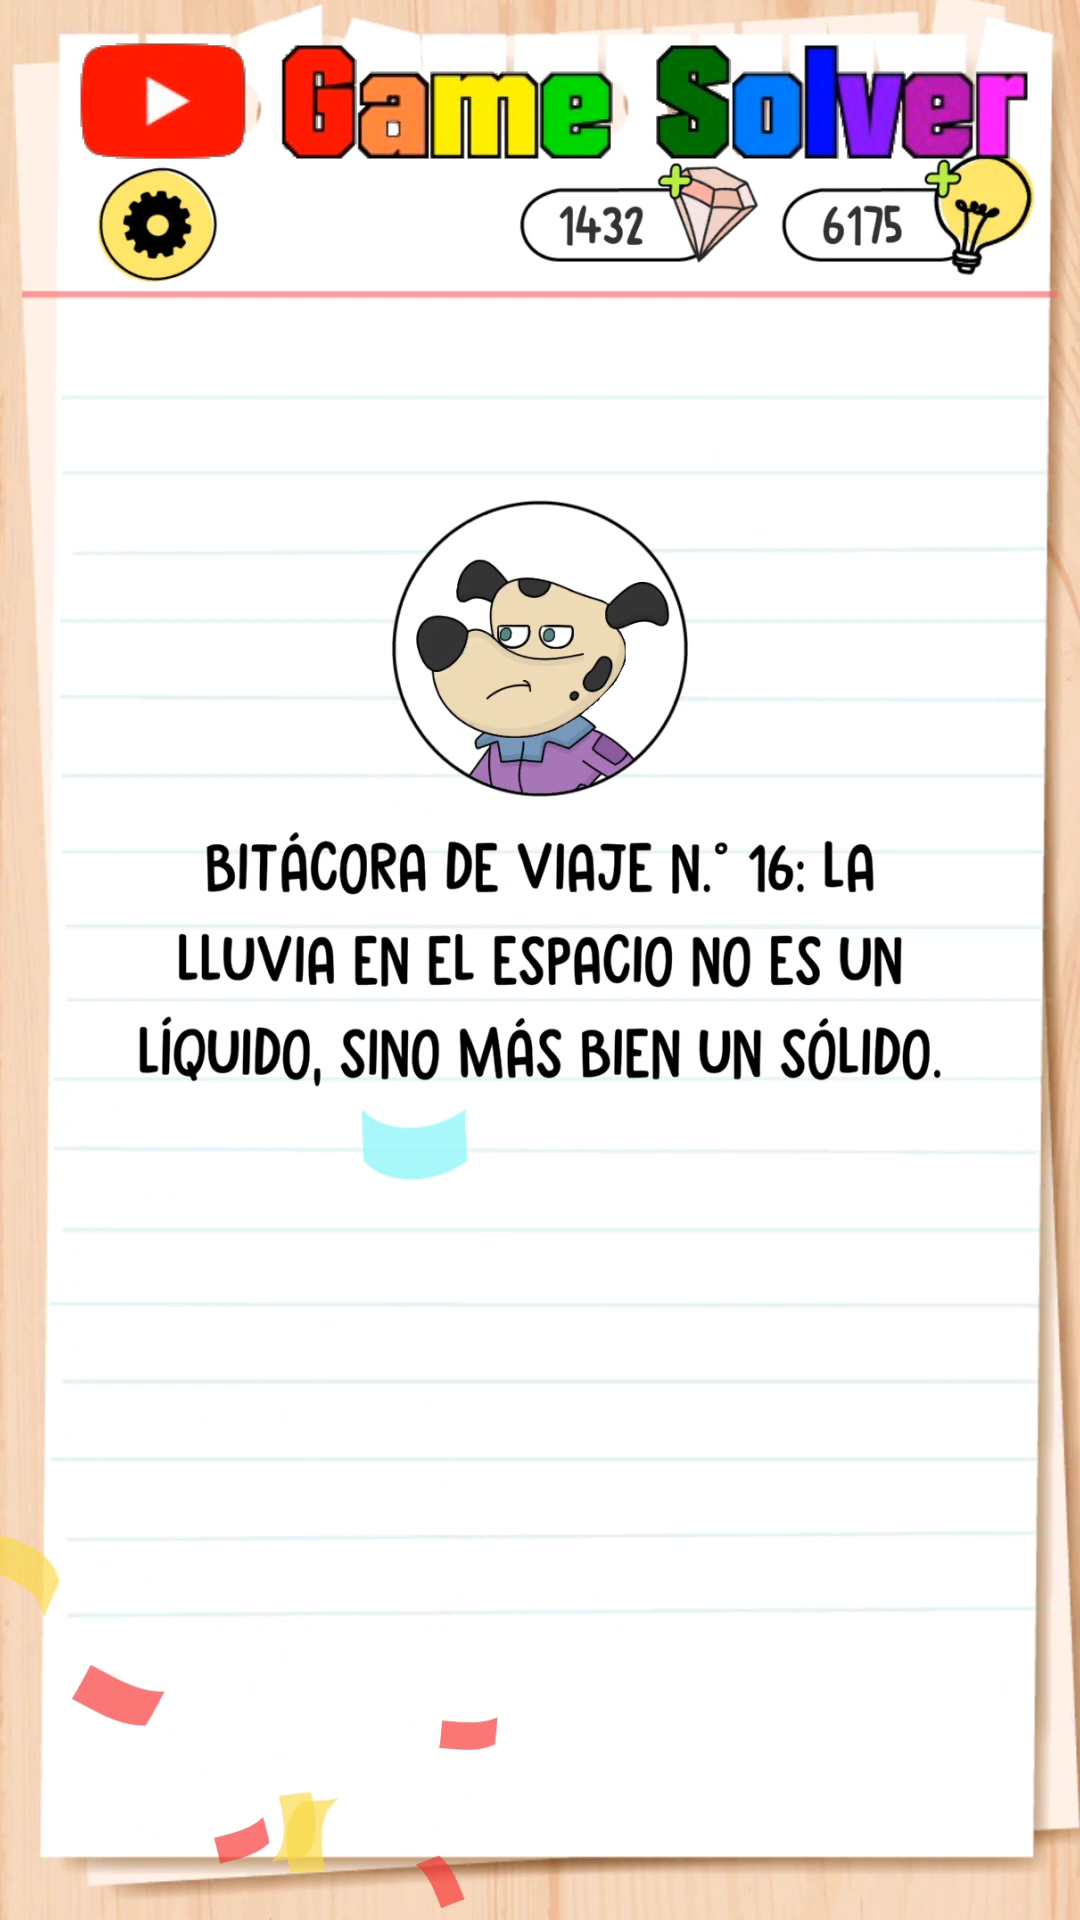 Game Solver
1432
6175
BITÁCORA DE VIAJE N.° 16: LA
LLUVIA EN EL ESPACIO NO ES UN
LÍQUIDO, SINO MÁS BIEN UN SÓLIDO.